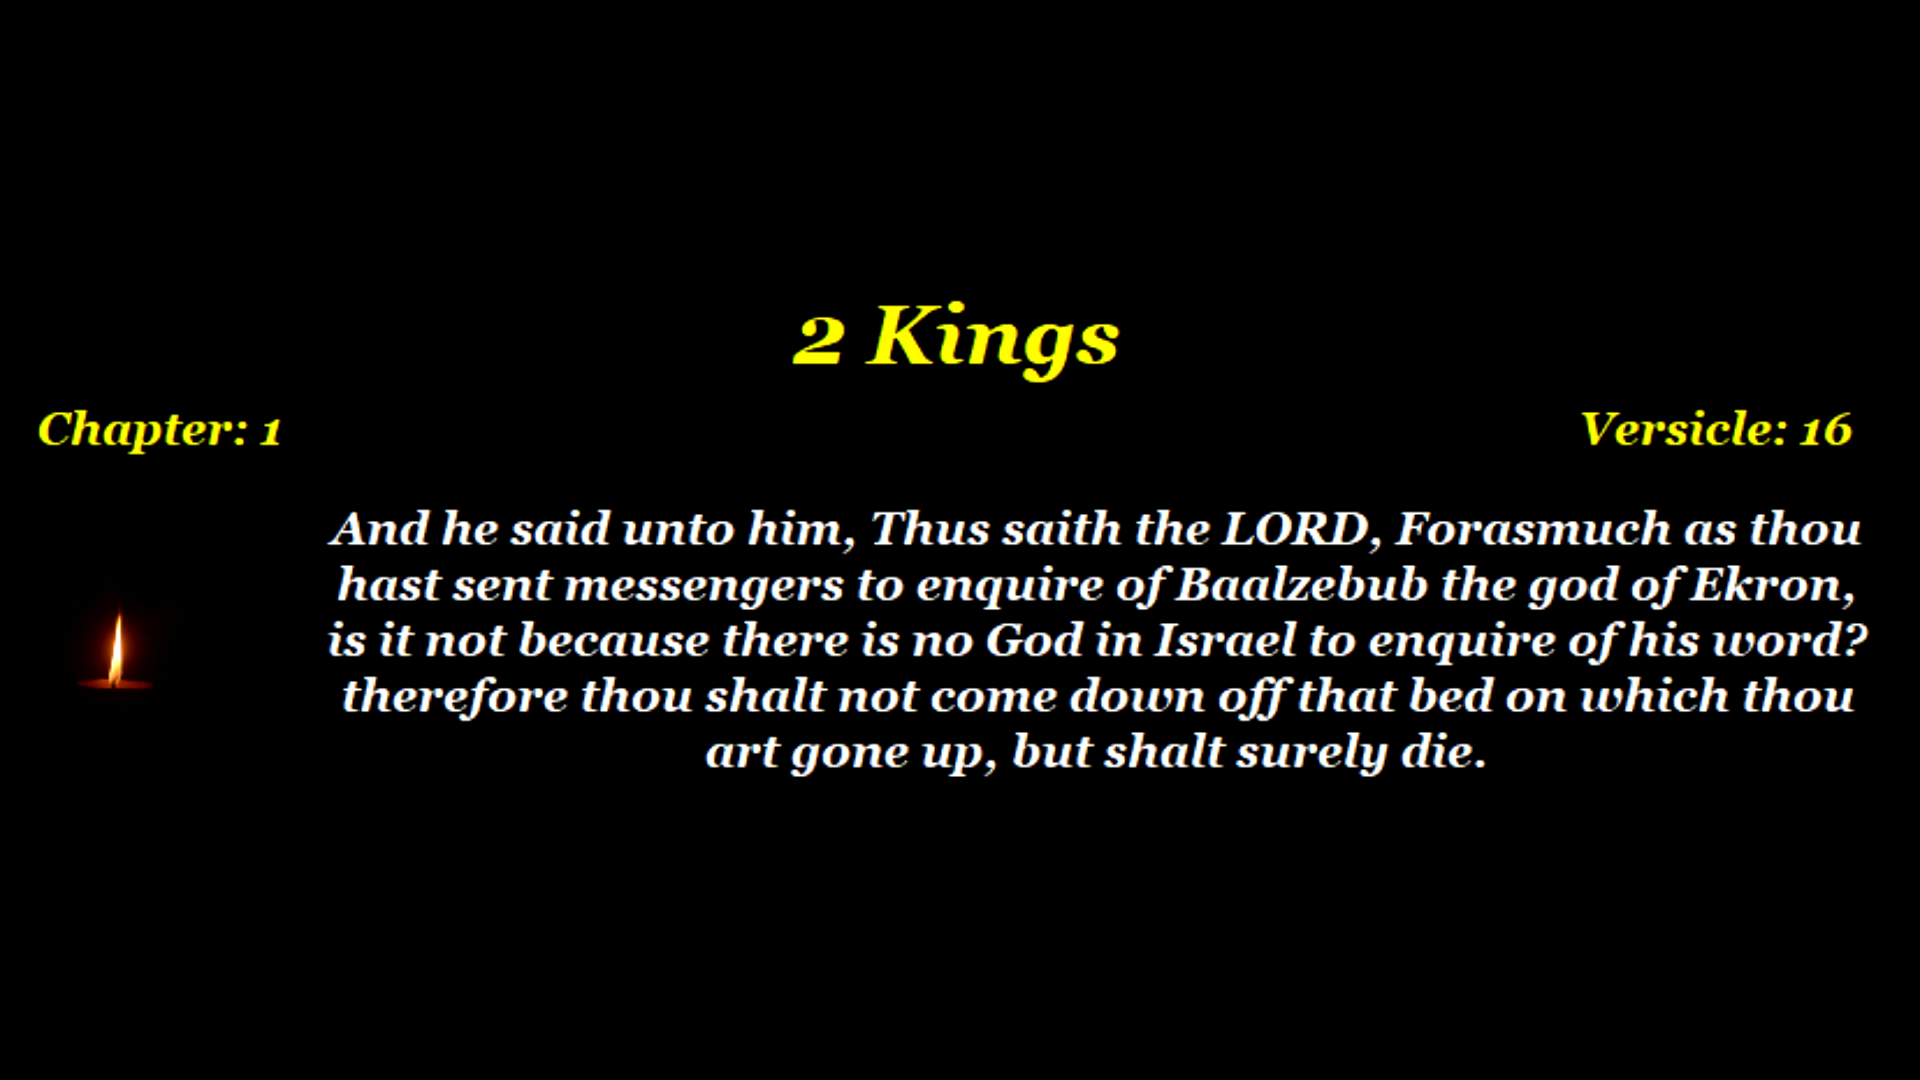 2 Kings
Chapter: 1
Versicle: 16
And he said unto him, Thus saith the LORD, Forasmuch as thou
hast sent messengers to enquire of Baalzebub the god of Ekron,
is it not because there is no God in Israel to enquire of his word?
therefore thou shalt not come down off that bed on which thou
art gone up, but shalt surely die.